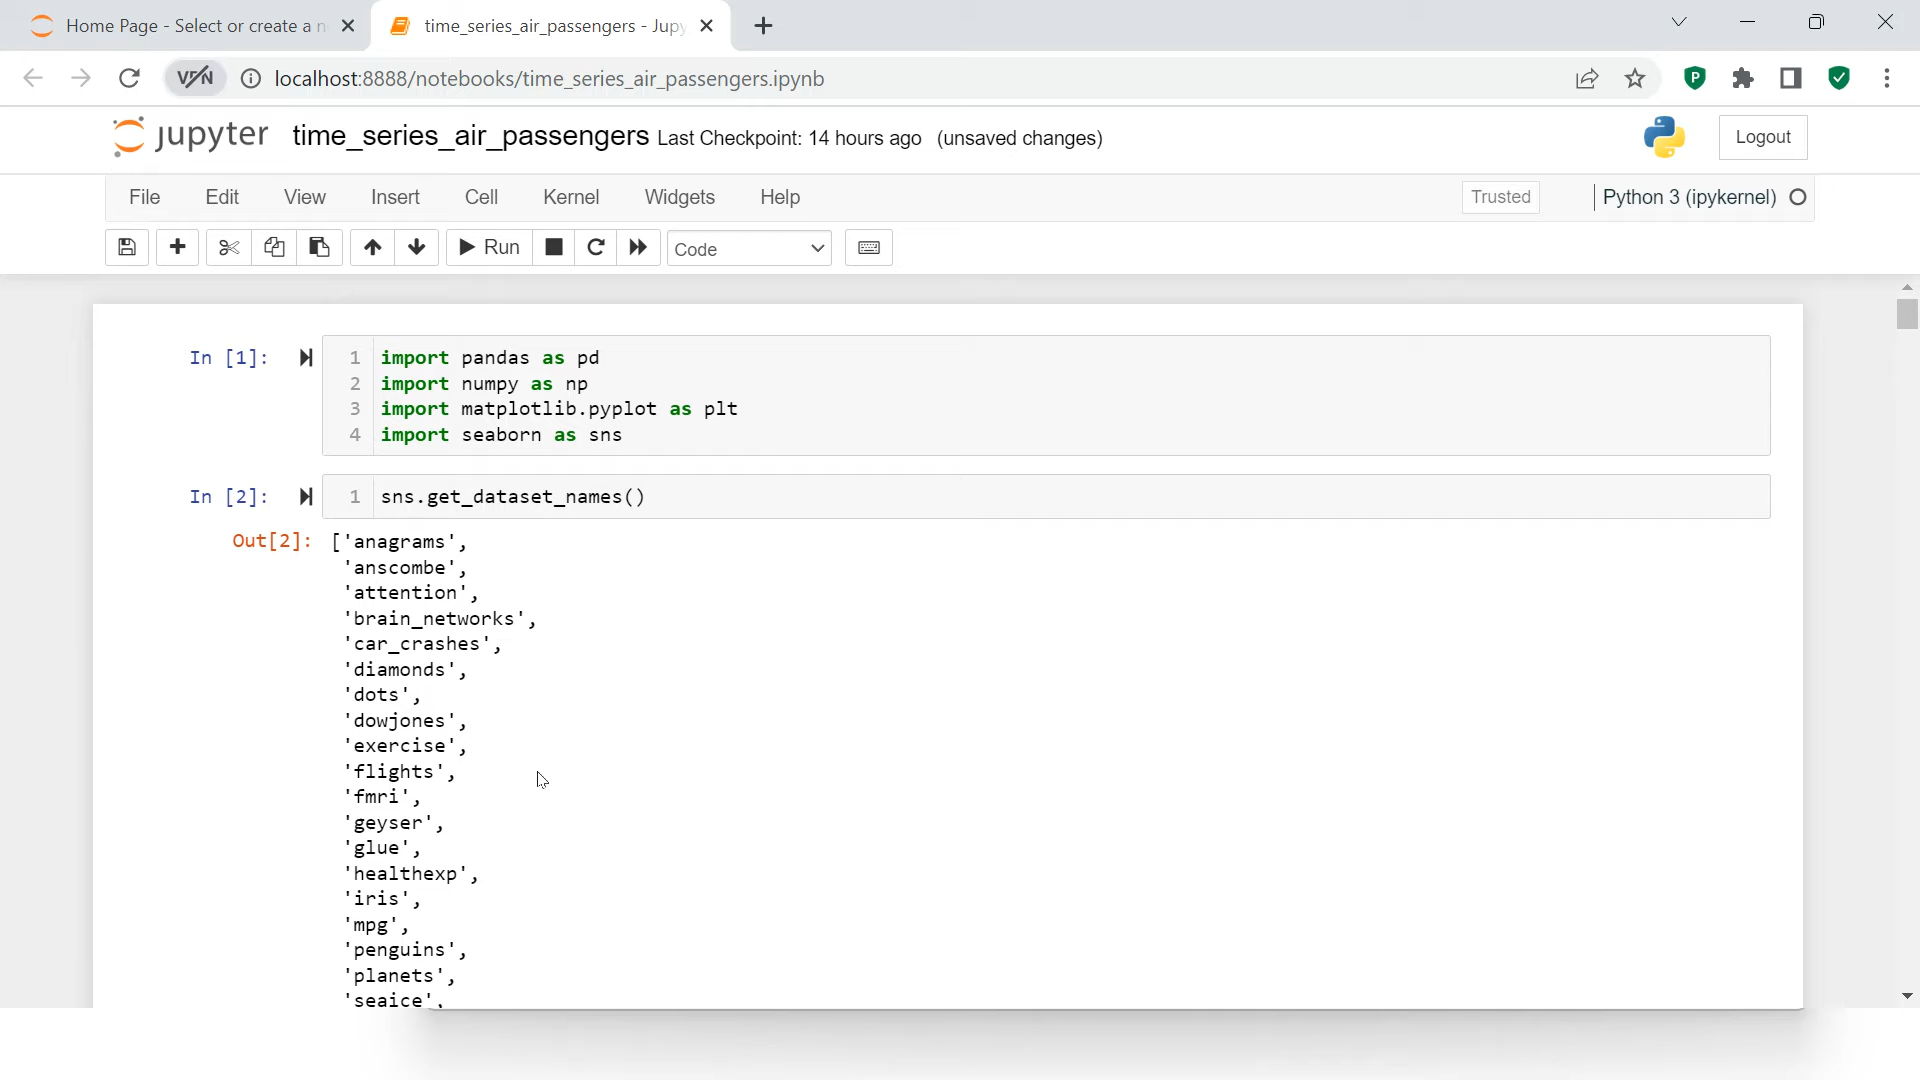 Home Page - Select or create a n
time_series_air_passengers - Jupy
VPN
localhost:8888/notebooks/time_series_air_passengers.ipynb
P
jupyter time_series_air_passengers Last Checkpoint: 14 hours ago (unsaved changes)
Logout
File Edit View Insert Cell Kernel Widgets Help
Trusted
Python 3 (ipykernel)
Run
Code
In [1]:
1 import pandas as pd
2 import numpy as np
3 import matplotlib.pyplot as plt
4 import seaborn as sns
In [2]:
1 sns.get_dataset_names()
Out[2]: ['anagrams',
'anscombe',
'attention',
'brain_networks',
'car_crashes',
'diamonds',
'dots',
'dowjones',
'exercise',
'flights',
'fmri',
'geyser',
'glue',
'healthexp',
'iris',
'mpg',
'penguins',
'planets',
'seaice',